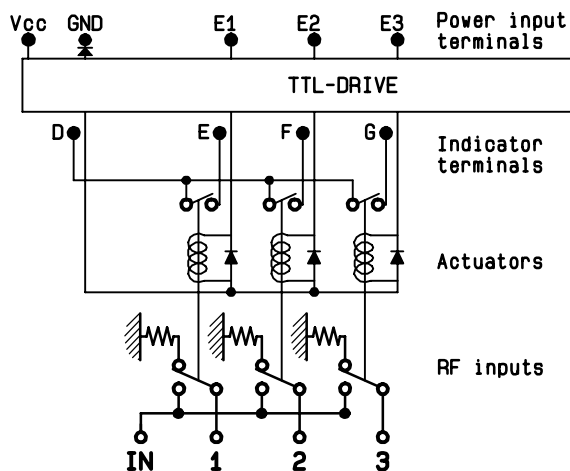 Vcc GND E1 E2 E3 Power input
terminals
TTL-DRIVE
D E F G Indicator
terminals
Actuators
RF inputs
IN 1 2 3